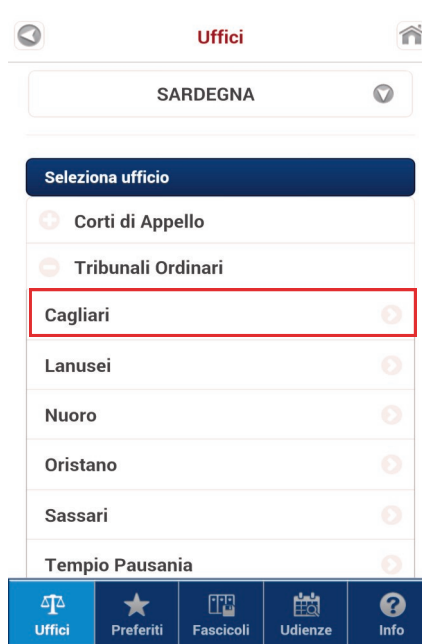 Uffici
SARDEGNA
Seleziona ufficio
Corti di Appello
Tribunali Ordinari
Cagliari
Lanusei
Nuoro
Oristano
Sassari
Tempio Pausania
Uffici Preferiti Fascicoli Udienze Info